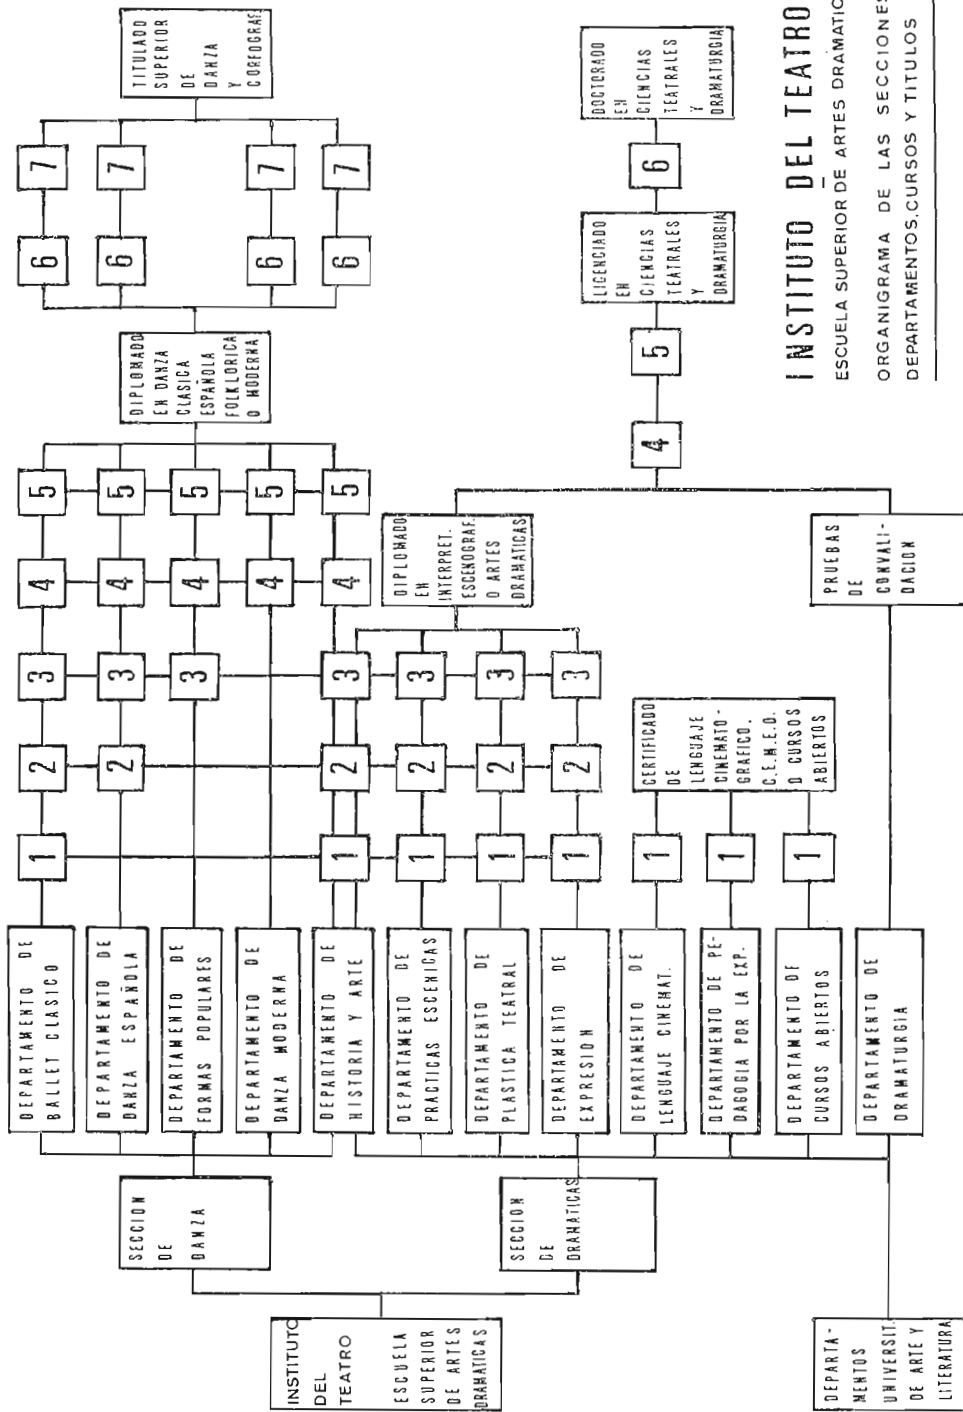 INSTITUTO
DEL
TEATRO
ESCUELA
SUPERIOR
DE ARTES
DRAMATICAS
DEPARTA-
MENTOS
UNIVERSIT.
DE ARTE Y
LITERATURA
SECCION
DE
DANZA
SECCION
DE
DRAMATICAS
DEPARTAMENTO DE
BALLET CLASICO
1 2 3 4 5
DEPARTAMENTO DE
DANZA ESPAÑOLA
2 3 4 5
DEPARTAMENTO DE
FORMAS POPULARES
3 4 5
DEPARTAMENTO DE
DANA MODERNA
4 5
DEPARTAMENTO DE
HISTORIA Y ARTE
1 2 3 4 5
DEPARTAMENTO DE
PRACTICAS ESCENICAS
1 2 3
DEPARTAMENTO DE
PLASTICA TEATRAL
1 2 3
DEPARTAMENTO DE
EXPRESION
1 2 3
DEPARTAMENTO DE
LENGUAJE CINEMAT.
1
DEPARTAMENTO DE PE-
DAGOGIA POR LA EXP.
1
DEPARTAMENTO DE
CURSOS ABIERTOS
1
DEPARTAMENTO DE
DRAMATURGIA
CERTIFICADO
DE
LENGUAJE
CINEMATO-
GRAFICO.
C.E.M.E.O.
O CURSOS
ABIERTOS
DIPLOMADO
EN
INTERPRET.
ESCENOGRAF.
O ARTES
DRAMATICAS
PRUEBAS
DE
CONVALI-
DACION
DIPLOMADO
EN DANZA
CLASICA
ESPAÑOLA
FOLKLORICA
O MODERNA
6 7
6 7
6 7
6 7
TITULADO
SUPERIOR
DE
DANZA
Y
COREOGRAF
4 5
LICENCIADO
EN
CIENCIAS
TEATRALES
Y
DRAMATURGIA
6
DOCTORADO
EN
CIENCIAS
TEATRALES
Y
DRAMATURGIA
INSTITUTO DEL TEATRO
ESCUELA SUPERIOR DE ARTES DRAMATIC
ORGANIGRAMA DE LAS SECCIONES
DEPARTAMENTOS, CURSOS Y TITULOS